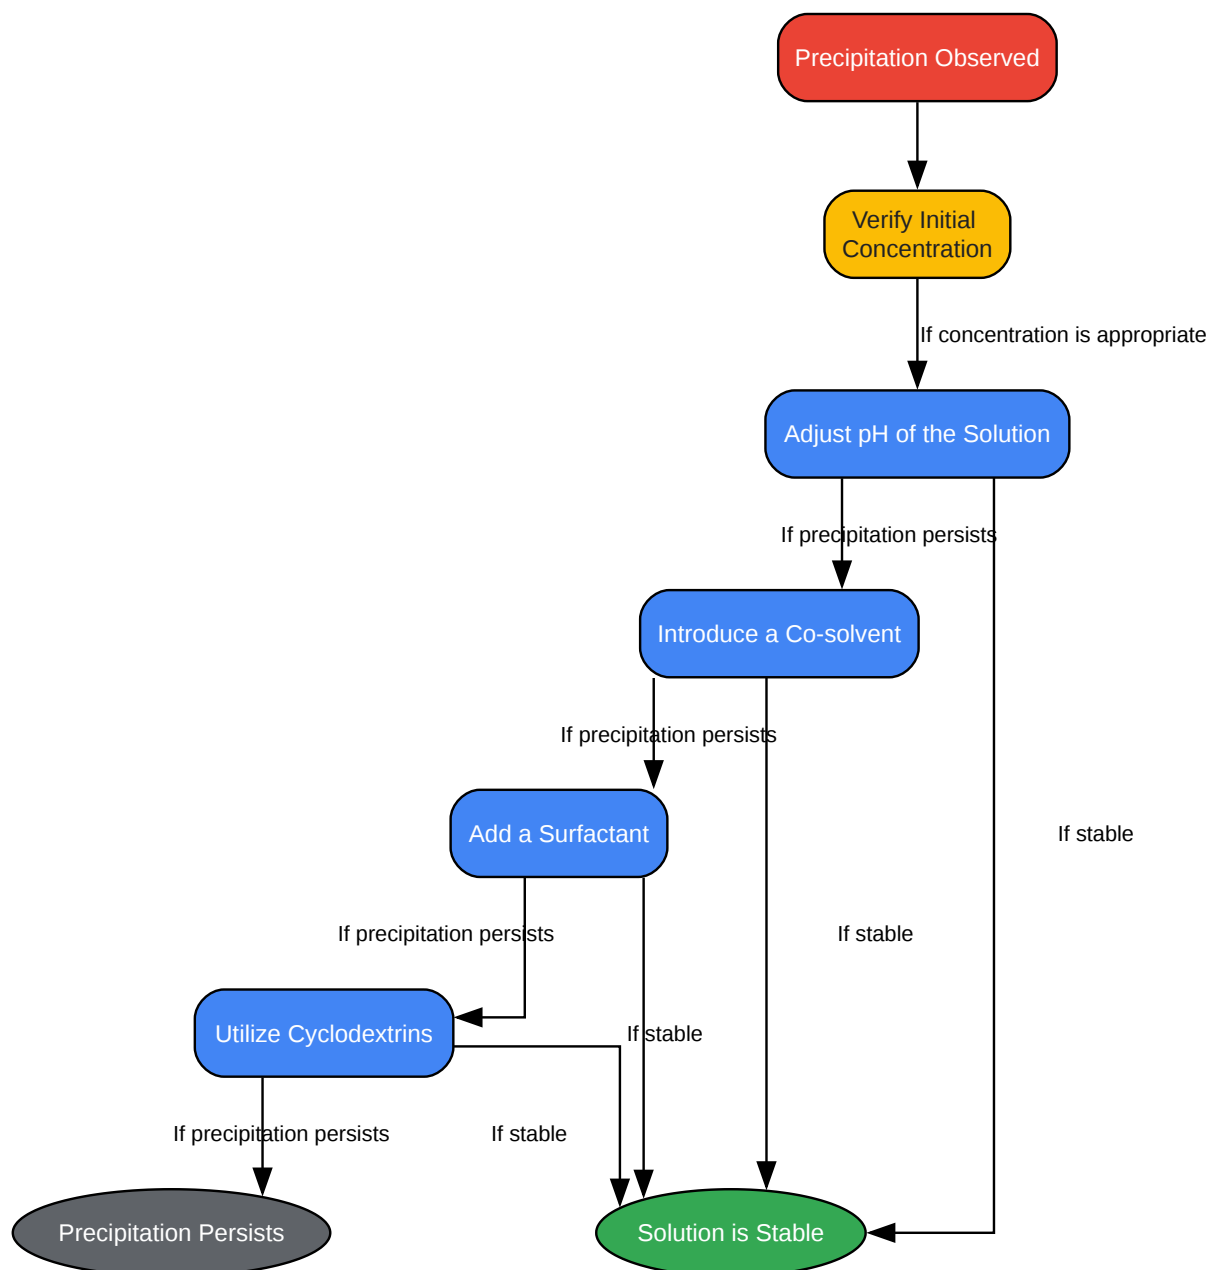 Precipitation Observed
Verify Initial
Concentration
If concentration is appropriate
Adjust pH of the Solution
If precipitation persists
Introduce a Co-solvent
If precipitation persists
Add a Surfactant
If stable
If precipitation persists
If stable
Utilize Cyclodextrins
If stable
If precipitation persists
If stable
Precipitation Persists
Solution is Stable